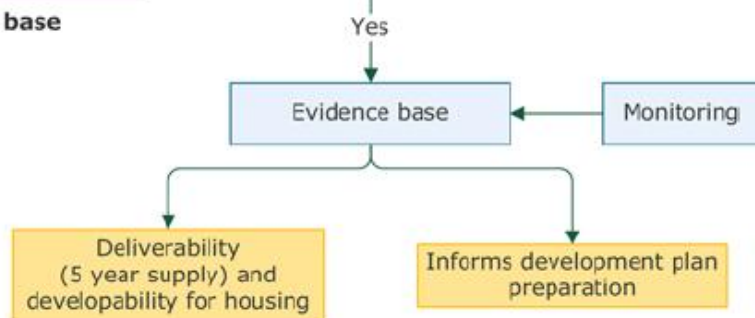 base
Yes
Evidence base
Monitoring
Deliverability
(5 year supply) and
developability for housing
Informs development plan
preparation